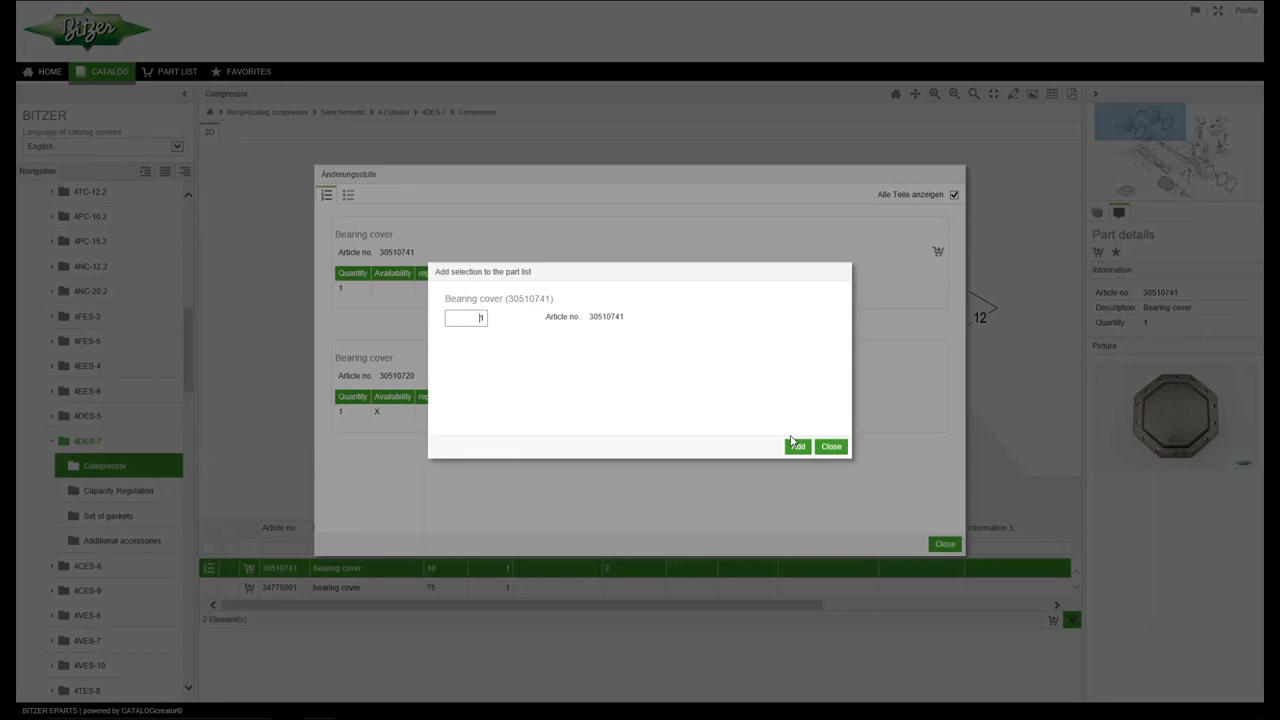 Bitzer
Profile
HOME CATALOG PART LIST FAVORITES
BITZER
Language of catalog content
English
Navigation
4TC-12.2
4PC-10.2
4PC-15.2
4NC-12.2
4NC-20.2
4FES-3
4FES-5
4EES-4
4EES-6
4DES-5
4DES-7
Compressor
Capacity Regulation
Set of gaskets
Additional accessories
4CES-6
4CES-9
4VES-6
4VES-7
4VES-10
4TES-8
Compressor
Reciprocating compressor Semi hermetic 4-Cylinder 4DES-7 Compressor
2D
Änderungsstufe
Alle Teile anzeigen
Bearing cover
Article no. 30510741
Quantity Availability
1
Bearing cover
Article no. 30510720
Quantity Availability
1 X
Close
Add selection to the part list
Bearing cover (30510741)
1 Article no.: 30510741
Add Close
12
Article no. Information 3
30510741 Bearing cover 10 1 2
34775001 bearing cover 75 1
2 Element(s)
Part details
Information
Article no.: 30510741
Description: Bearing cover
Quantity: 1
Picture
BITZER EPARTS | powered by CATALOGcreator©